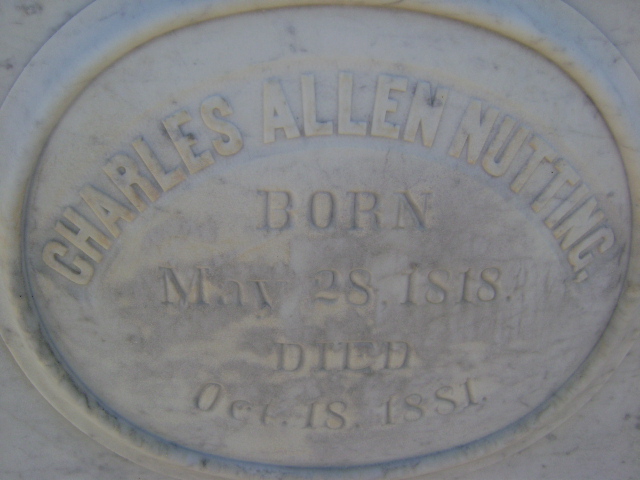 CHARLES ALLEN NUTTING,
BORN
May 28, 1818.
DIED
Oct. 18, 1881.